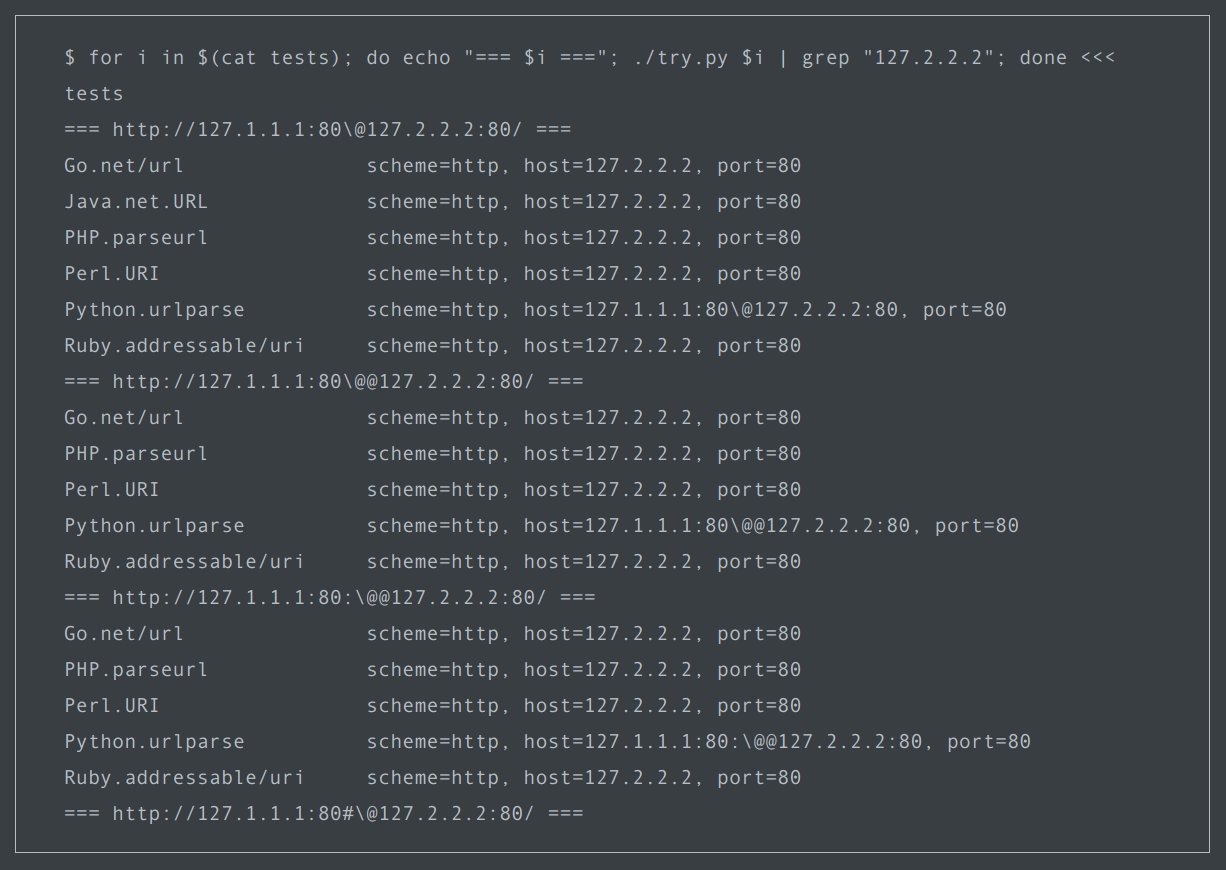 $ for i in $(cat tests); do echo "=== $i ==="; ./try.py $i | grep "127.2.2.2"; done <<<
tests
=== http://127.1.1.1:80\@127.2.2.2:80/ ===
Go.net/url scheme=http, host=127.2.2.2, port=80
Java.net.URL scheme=http, host=127.2.2.2, port=80
PHP.parseurl scheme=http, host=127.2.2.2, port=80
Perl.URI scheme=http, host=127.2.2.2, port=80
Python.urlparse scheme=http, host=127.1.1.1:80\@127.2.2.2:80, port=80
Ruby.addressable/uri scheme=http, host=127.2.2.2, port=80
=== http://127.1.1.1:80\@@127.2.2.2:80/ ===
Go.net/url scheme=http, host=127.2.2.2, port=80
PHP.parseurl scheme=http, host=127.2.2.2, port=80
Perl.URI scheme=http, host=127.2.2.2, port=80
Python.urlparse scheme=http, host=127.1.1.1:80\@@127.2.2.2:80, port=80
Ruby.addressable/uri scheme=http, host=127.2.2.2, port=80
=== http://127.1.1.1:80:\@@127.2.2.2:80/ ===
Go.net/url scheme=http, host=127.2.2.2, port=80
PHP.parseurl scheme=http, host=127.2.2.2, port=80
Perl.URI scheme=http, host=127.2.2.2, port=80
Python.urlparse scheme=http, host=127.1.1.1:80:\@@127.2.2.2:80, port=80
Ruby.addressable/uri scheme=http, host=127.2.2.2, port=80
=== http://127.1.1.1:80#\@127.2.2.2:80/ ===